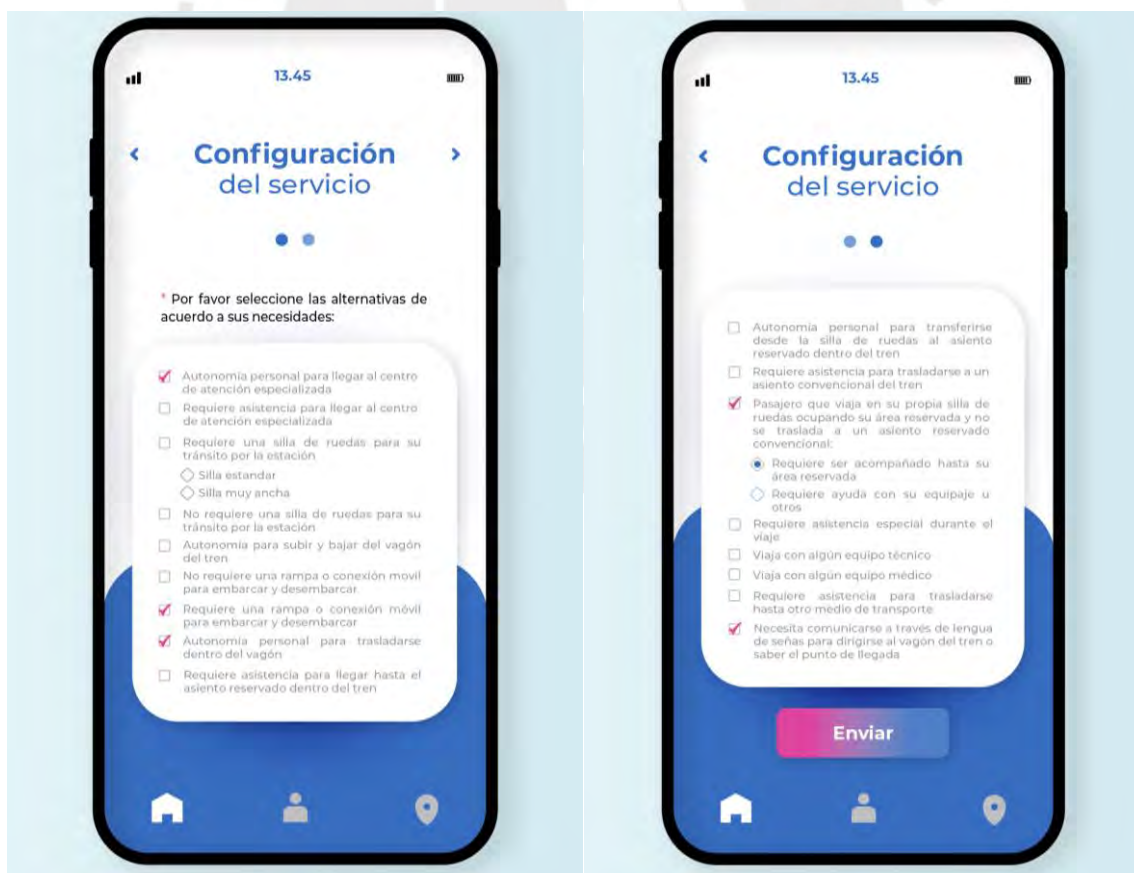 13.45
Configuración
del servicio
* Por favor seleccione las alternativas de
acuerdo a sus necesidades:
Autonomía personal para llegar al centro
de atención especializada
Requiere asistencia para llegar al centro
de atención especializada
Requiere una silla de ruedas para su
tránsito por la estación
Silla estandar
Silla muy ancha
No requiere una silla de ruedas para su
tránsito por la estación
Autonomía para subir y bajar del vagón
del tren
No requiere una rampa o conexión movil
para embarcar y desembarcar
Requiere una rampa o conexión móvil
para embarcar y desembarcar
Autonomía personal para trasladarse
dentro del vagón
Requiere asistencia para llegar hasta el
asiento reservado dentro del tren
13.45
Configuración
del servicio
Autonomía personal para transferirse
desde la silla de ruedas al asiento
reservado dentro del tren
Requiere asistencia para trasladarse a un
asiento convencional del tren
Pasajero que viaja en su propia silla de
ruedas ocupando su área reservada y no
se traslada a un asiento reservado
convencional:
Requiere ser acompañado hasta su
área reservada
Requiere ayuda con su equipaje u
otros
Requiere asistencia especial durante el
viaje
Viaja con algún equipo técnico
Viaja con algún equipo médico
Requiere asistencia para trasladarse
hasta otro medio de transporte
Necesita comunicarse a través de lengua
de señas para dirigirse al vagón del tren o
saber el punto de llegada
Enviar